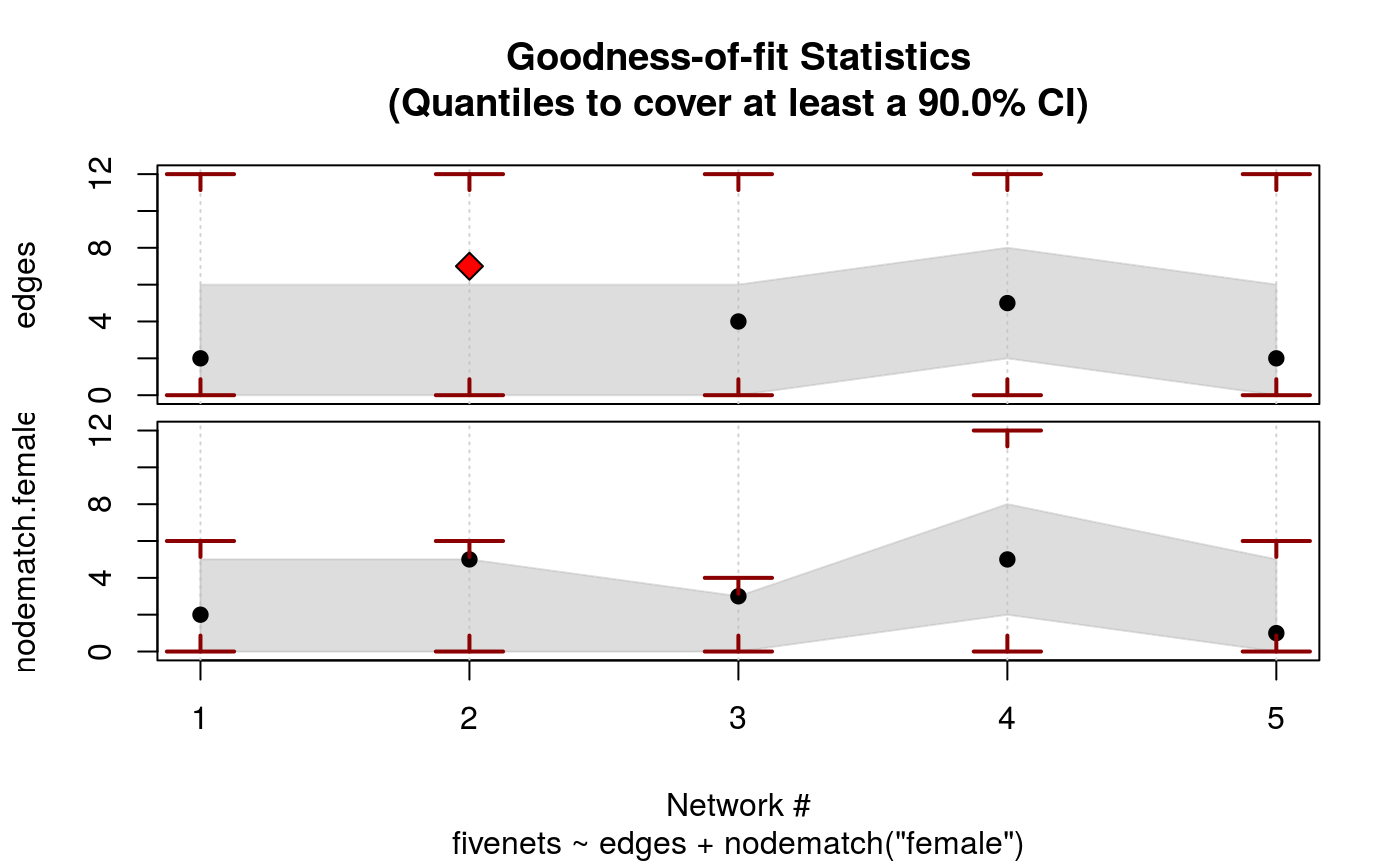 Goodness-of-fit Statistics
(Quantiles to cover at least a 90.0% CI)
edges
0 4 8 12
nodematch.female
0 4 8 12
1 2 3 4 5
Network #
fivenets ~ edges + nodematch("female")